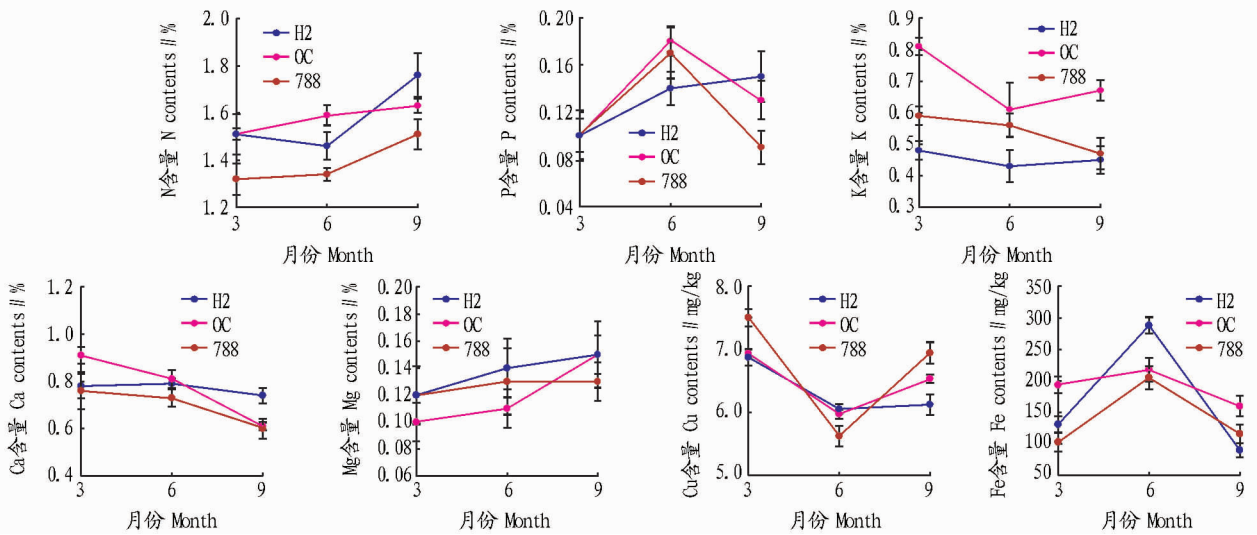 N含量 N contents∥%
2.0
1.8
1.6
1.4
1.2
H2
OC
788
3 6 9
月份 Month
P含量 P contents∥%
0.20
0.16
0.12
0.08
0.04
H2
OC
788
3 6 9
月份 Month
K含量 K contents∥%
0.9
0.8
0.7
0.6
0.5
0.4
0.3
H2
OC
788
3 6 9
月份 Month
Ca含量 Ca contents∥%
1.2
1.0
0.8
0.6
0.4
H2
OC
788
3 6 9
月份 Month
Mg含量 Mg contents∥%
0.20
0.18
0.16
0.14
0.12
0.10
0.08
0.06
H2
OC
788
3 6 9
月份 Month
Cu含量 Cu contents∥mg/kg
8.0
7.0
6.0
5.0
H2
OC
788
3 6 9
月份 Month
Fe含量 Fe contents∥mg/kg
350
300
250
200
150
100
50
H2
OC
788
3 6 9
月份 Month